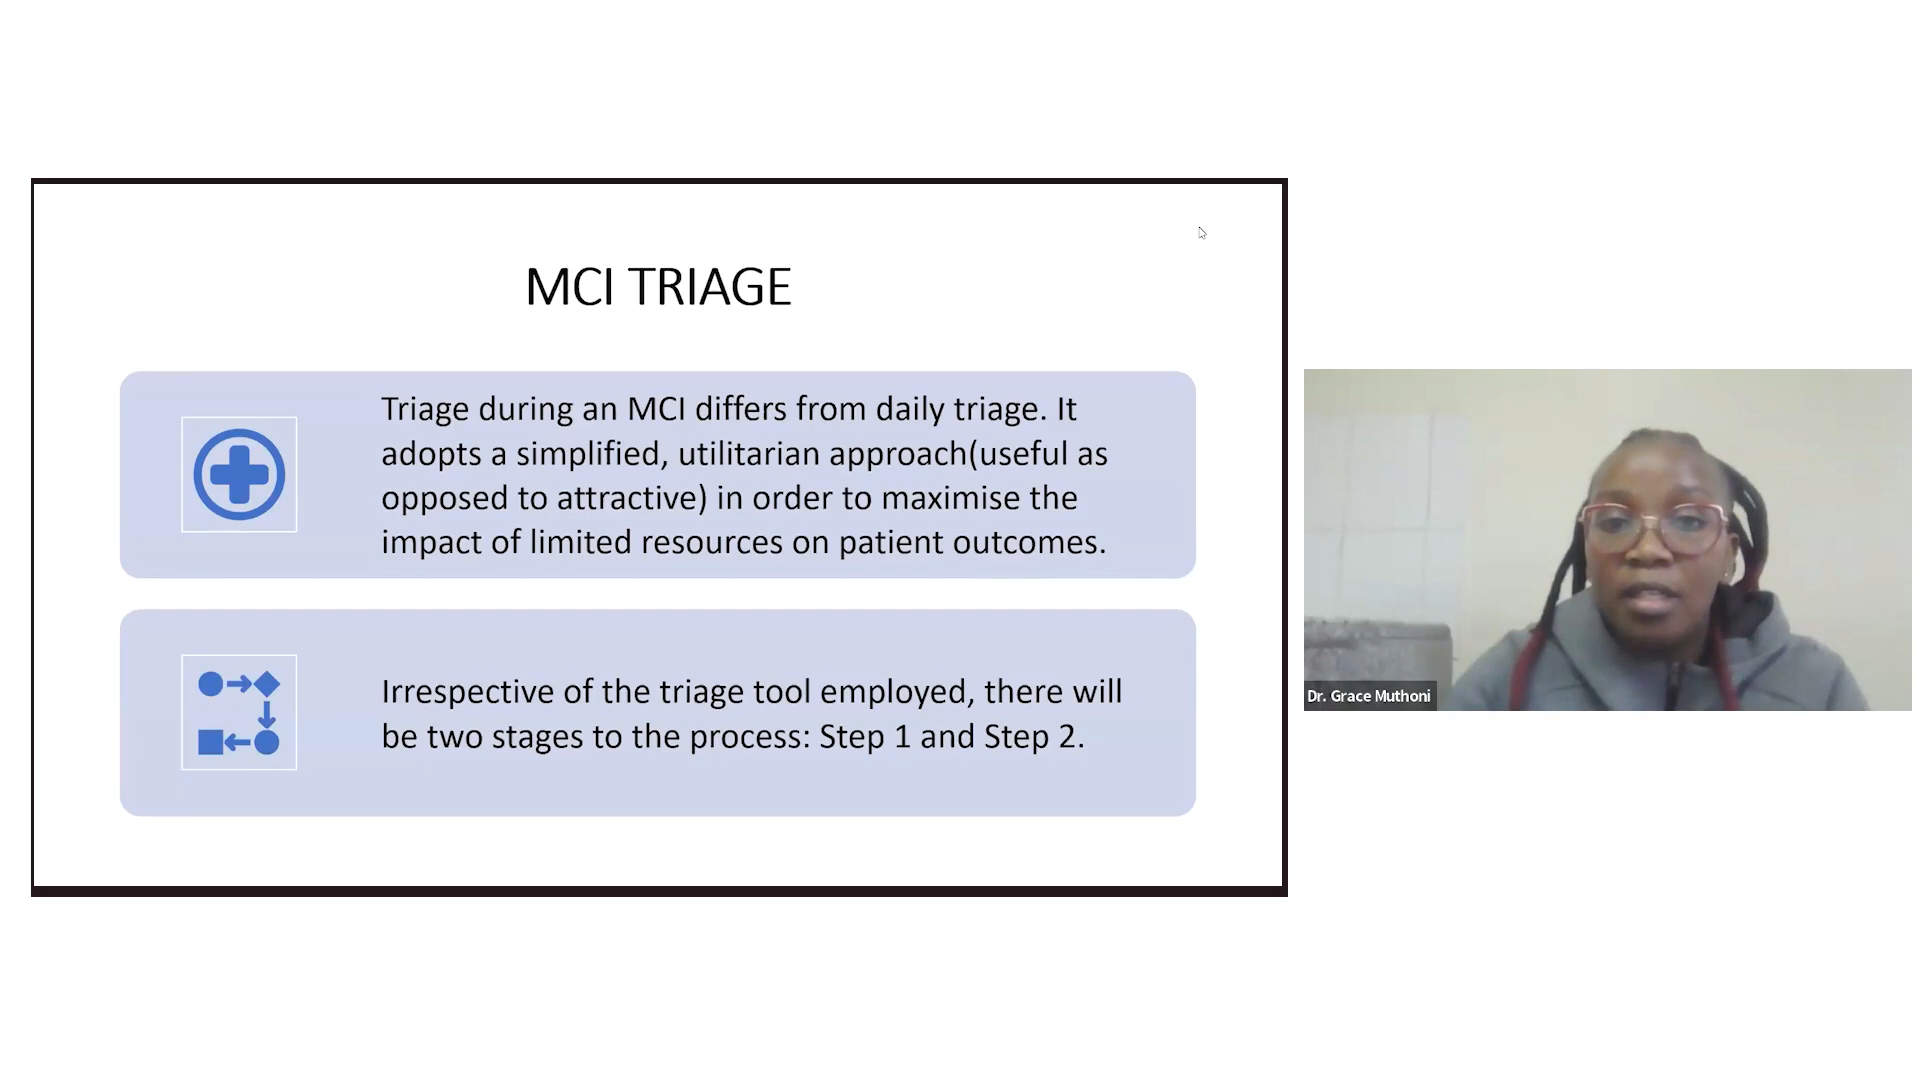 MCI TRIAGE
Triage during an MCI differs from daily triage. It
adopts a simplified, utilitarian approach(useful as
opposed to attractive) in order to maximise the
impact of limited resources on patient outcomes.
Irrespective of the triage tool employed, there will
be two stages to the process: Step 1 and Step 2.
Dr. Grace Muthoni